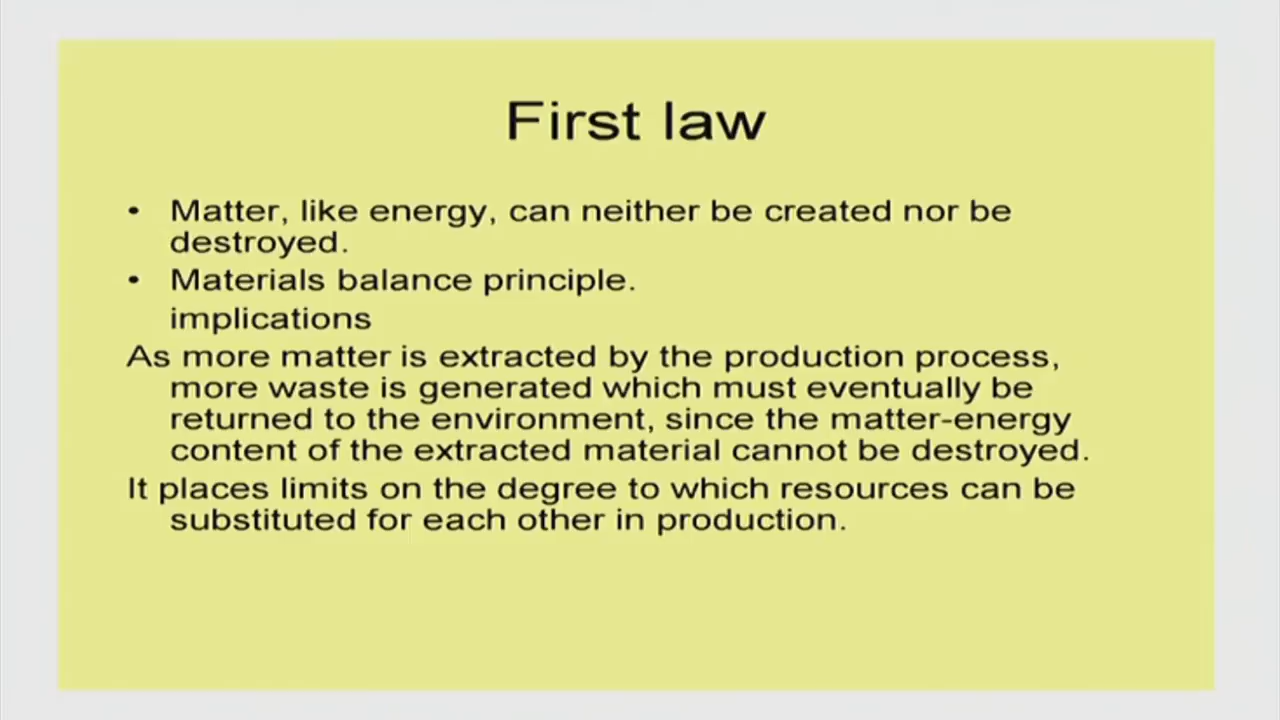 First law
• Matter, like energy, can neither be created nor be
destroyed.
• Materials balance principle.
implications
As more matter is extracted by the production process,
more waste is generated which must eventually be
returned to the environment, since the matter-energy
content of the extracted material cannot be destroyed.
It places limits on the degree to which resources can be
substituted for each other in production.